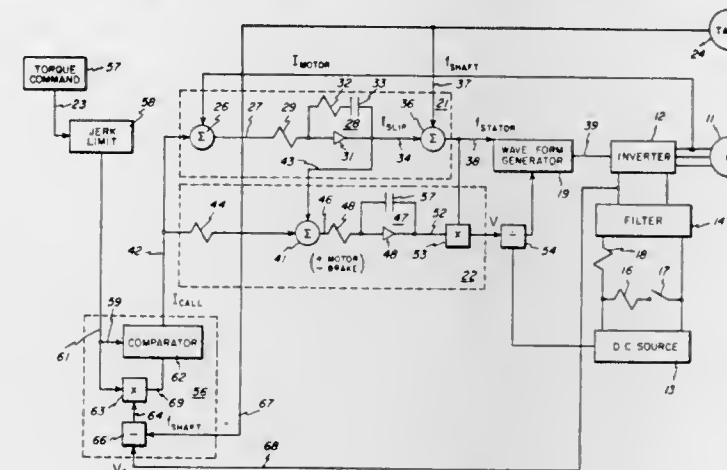 TORQUE
COMMAND
57
23
58
JERK
LIMIT
I MOTOR
f SHAFT
37
24
32
33
26
27
29
28
31
f SLIP
34
36
21
f STATOR
38
39
12
11
WAVE FORM
GENERATOR
19
INVERTER
FILTER
14
43
44
42
41
46
48
57
47
48
52
53
V
54
(+ MOTOR
− BRAKE)
22
18
16
17
D.C SOURCE
13
I CALL
59
61
COMPARATOR
62
56
63
X
69
64
66
f SHAFT
67
68
Σ
Σ
Σ
X
÷
÷